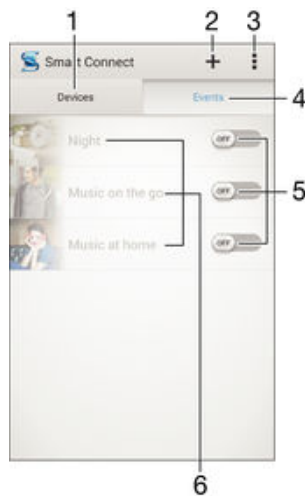 1 2 3
Smart Connect
4
Devices Events
Night OFF
Music on the go OFF 5
Music at home OFF
6